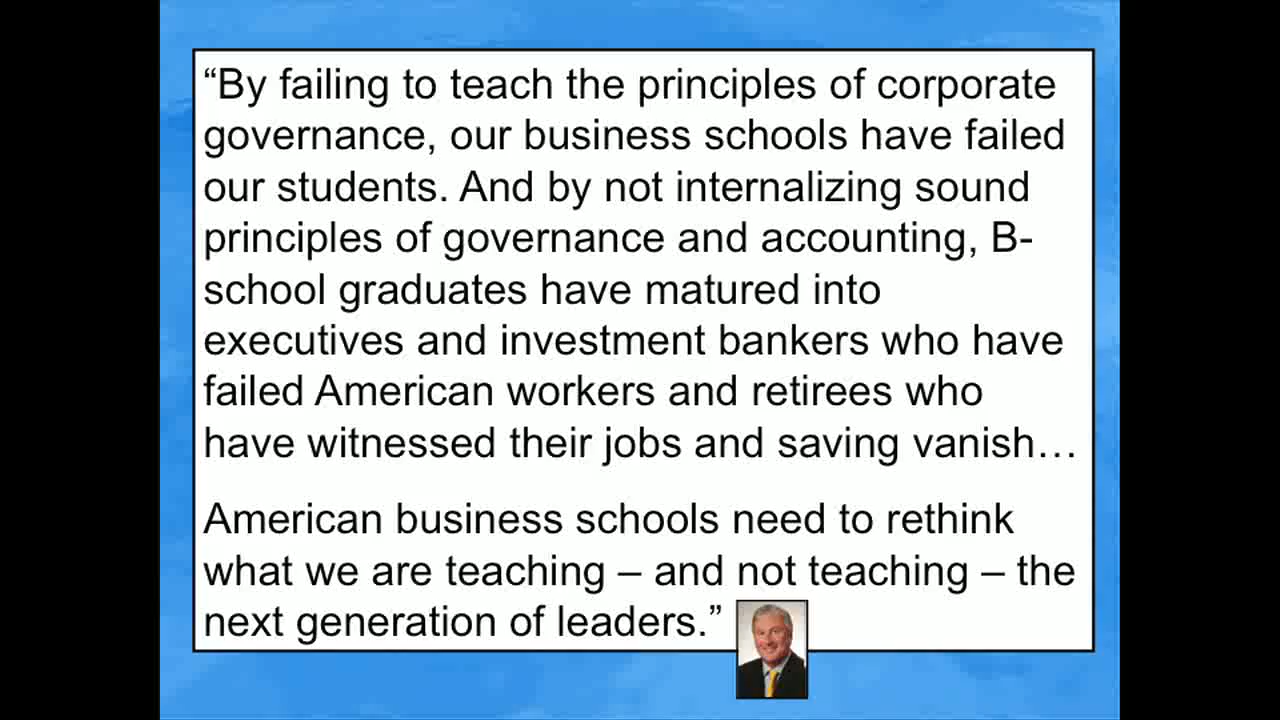 “By failing to teach the principles of corporate
governance, our business schools have failed
our students. And by not internalizing sound
principles of governance and accounting, B-
school graduates have matured into
executives and investment bankers who have
failed American workers and retirees who
have witnessed their jobs and saving vanish…
American business schools need to rethink
what we are teaching – and not teaching – the
next generation of leaders.”